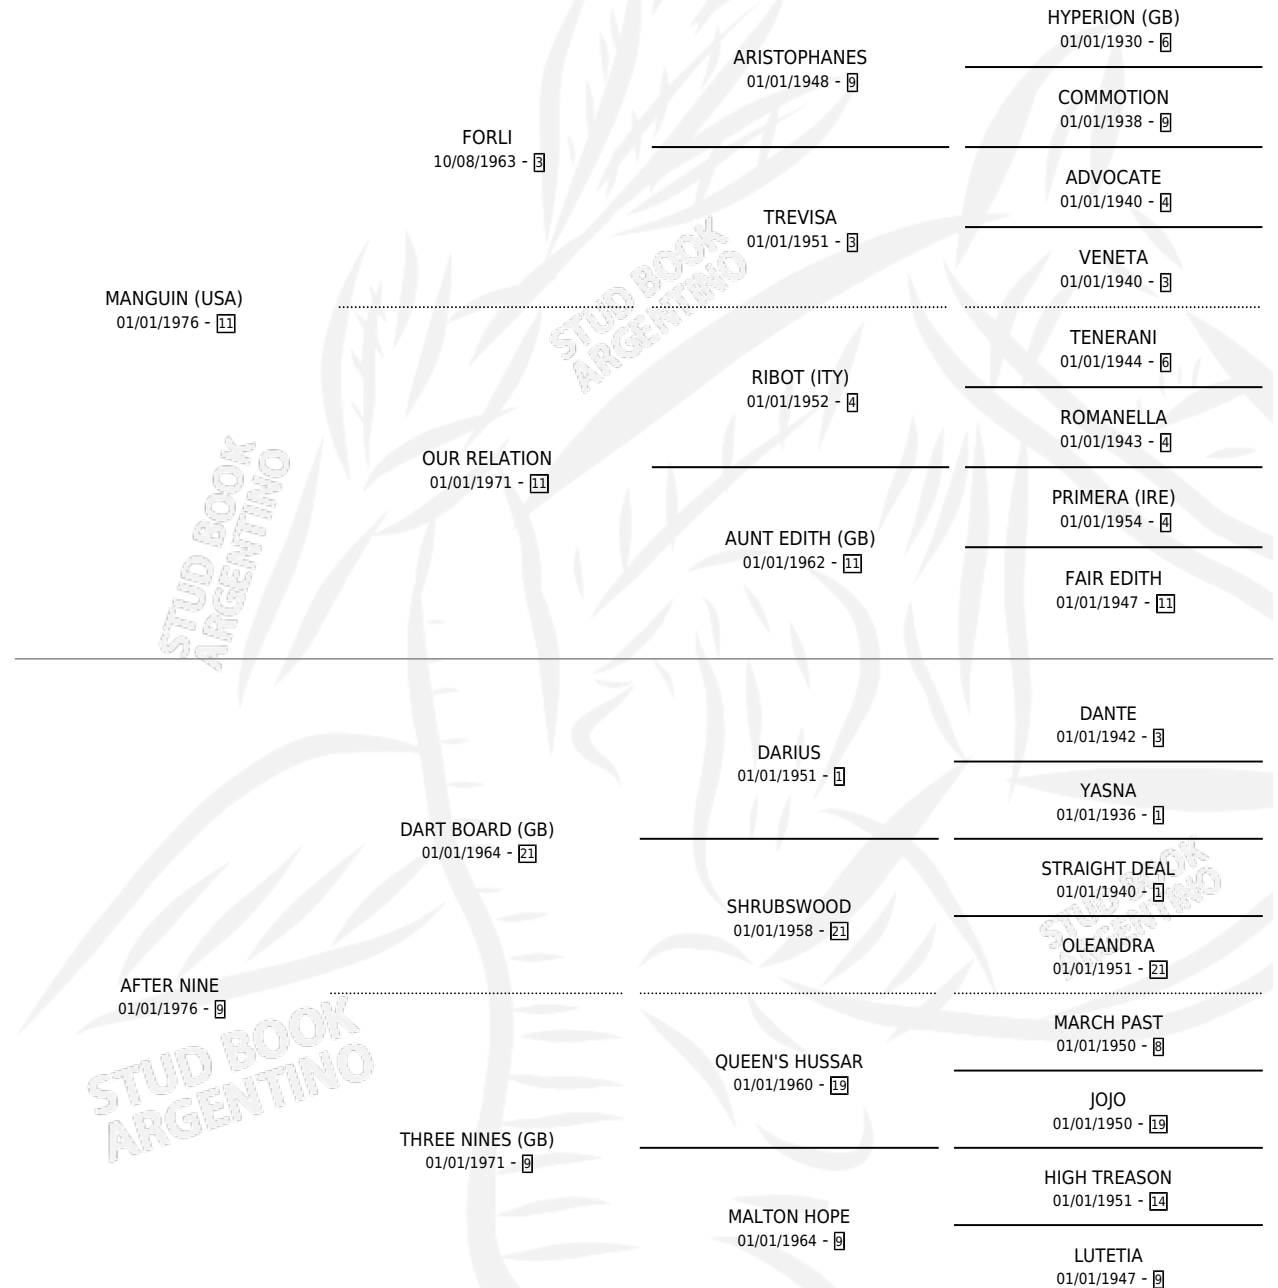 HYPERION (GB)
01/01/1930 - 6
ARISTOPHANES
01/01/1948 - 9
COMMOTION
01/01/1938 - 9
FORLI
10/08/1963 - 3
ADVOCATE
01/01/1940 - 4
TREVISA
01/01/1951 - 3
VENETA
01/01/1940 - 3
MANGUIN (USA)
01/01/1976 - 11
TENERANI
01/01/1944 - 6
RIBOT (ITY)
01/01/1952 - 4
ROMANELLA
01/01/1943 - 4
OUR RELATION
01/01/1971 - 11
PRIMERA (IRE)
01/01/1954 - 4
AUNT EDITH (GB)
01/01/1962 - 11
FAIR EDITH
01/01/1947 - 11
STUD BOOK
ARGENTINO
STUD BOOK
ARGENTINO
DANTE
01/01/1942 - 3
DARIUS
01/01/1951 - 1
YASNA
01/01/1936 - 1
DART BOARD (GB)
01/01/1964 - 21
STRAIGHT DEAL
01/01/1940 - 1
SHRUBSWOOD
01/01/1958 - 21
OLEANDRA
01/01/1951 - 21
AFTER NINE
01/01/1976 - 9
MARCH PAST
01/01/1950 - 8
QUEEN'S HUSSAR
01/01/1960 - 19
JOJO
01/01/1950 - 19
THREE NINES (GB)
01/01/1971 - 9
HIGH TREASON
01/01/1951 - 14
MALTON HOPE
01/01/1964 - 9
LUTETIA
01/01/1947 - 9
STUD BOOK
ARGENTINO
STUD BOOK
ARGENTINO